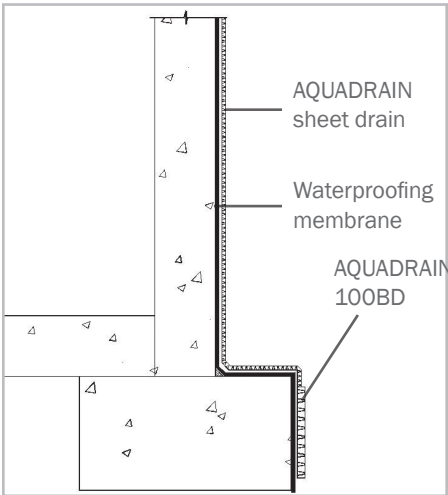 AQUADRAIN
sheet drain
Waterproofing
membrane
AQUADRAIN
100BD